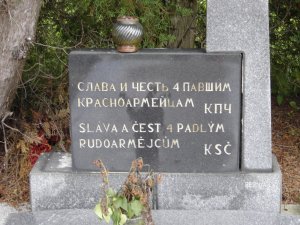 СЛАВА И ЧЕСТЬ 4 ПАВШИМ
КРАСНОАРМЕЙЦАМ КПЧ
SLÁVA A ČEST 4 PADLÝM
RUDOARMĚJCŮM KSČ